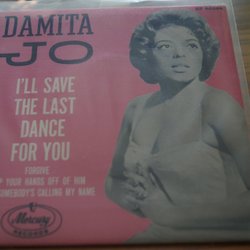 DAMITA
JO
I'LL SAVE
THE LAST
DANCE
FOR YOU
FORGIVE
YOUR HANDS OFF OF HIM
SOMEBODY'S CALLING MY NAME
Mercury
RECORDS